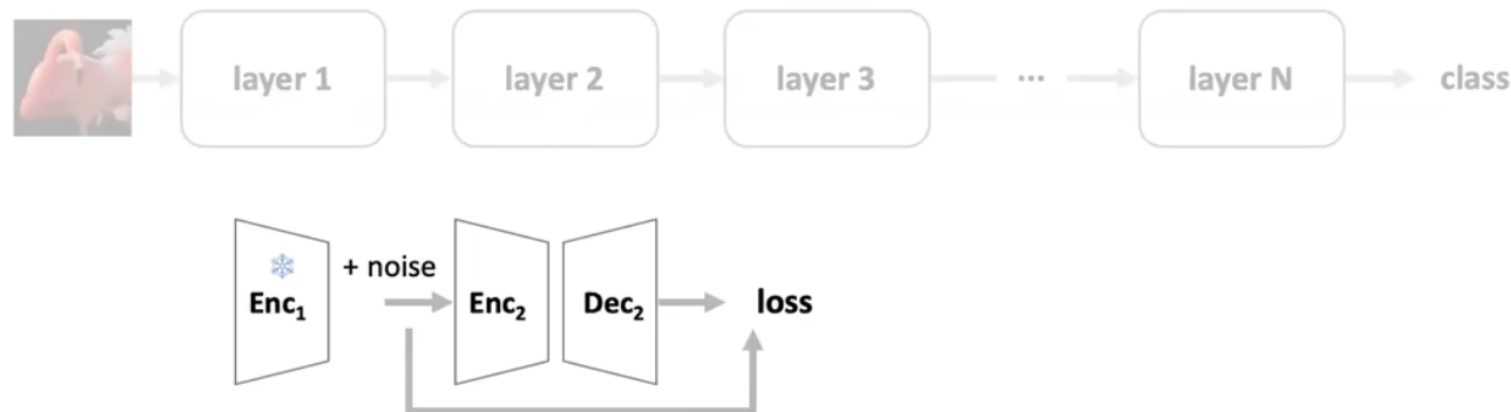 layer 1 layer 2 layer 3 ... layer N class
+ noise
Enc₁ Enc₂ Dec₂ loss